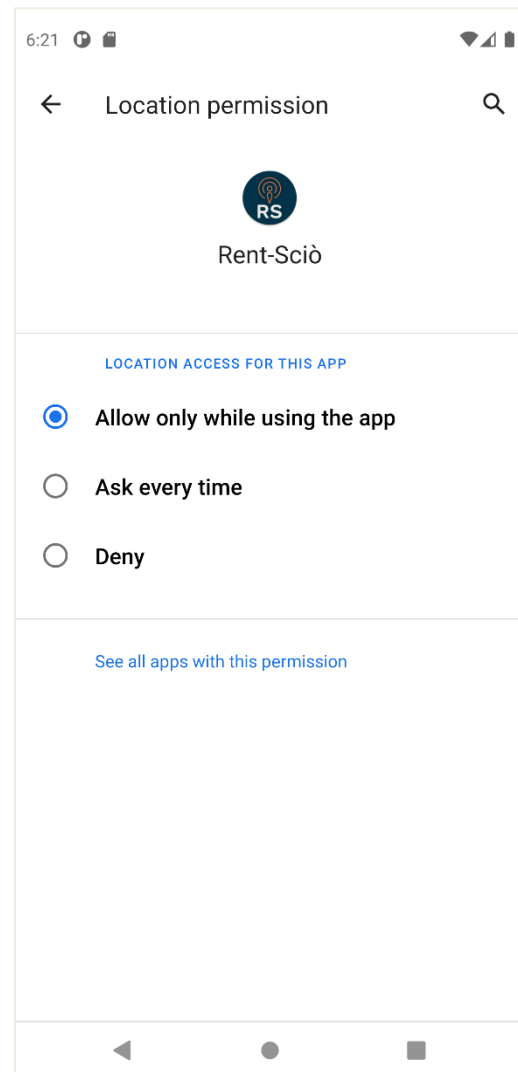 6:21
Location permission
RS
Rent-Sciò
LOCATION ACCESS FOR THIS APP
Allow only while using the app
Ask every time
Deny
See all apps with this permission